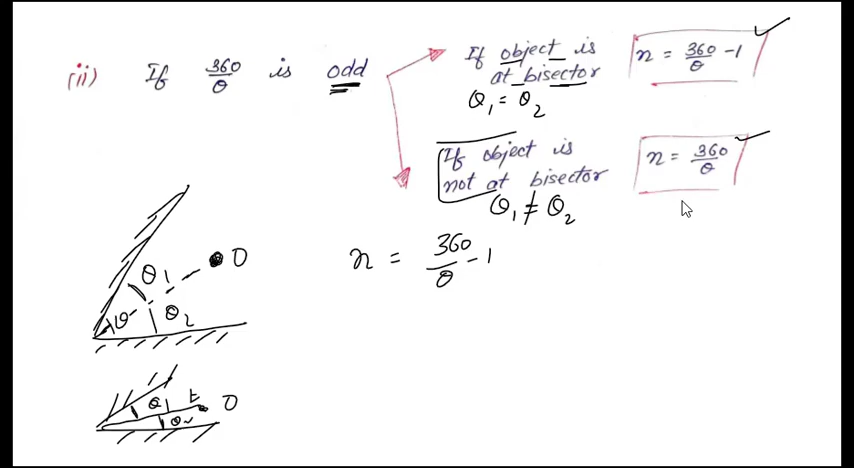 (ii) If 360/θ is odd
If object is
at bisector
θ₁ = θ₂
n = 360/θ - 1
If object is
not at bisector
θ₁ ≠ θ₂
n = 360/θ
n = 360/θ - 1
θ₁
O
θ
θ₂
θ₁
O